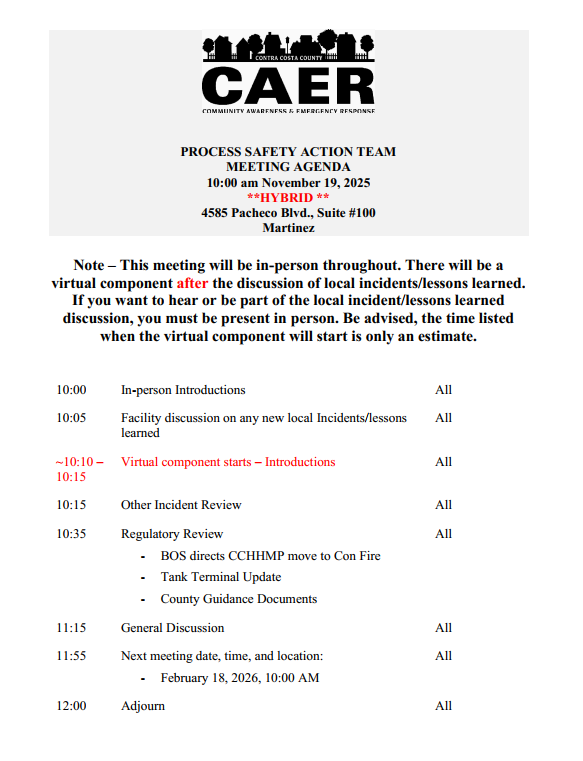 CONTRA COSTA COUNTY
CAER
COMMUNITY AWARENESS & EMERGENCY RESPONSE
PROCESS SAFETY ACTION TEAM
MEETING AGENDA
10:00 am November 19, 2025
**HYBRID **
4585 Pacheco Blvd., Suite #100
Martinez
Note – This meeting will be in-person throughout. There will be a
virtual component after the discussion of local incidents/lessons learned.
If you want to hear or be part of the local incident/lessons learned
discussion, you must be present in person. Be advised, the time listed
when the virtual component will start is only an estimate.
10:00 In-person Introductions All
10:05 Facility discussion on any new local Incidents/lessons All
learned
~10:10 – Virtual component starts – Introductions All
10:15
10:15 Other Incident Review All
10:35 Regulatory Review All
- BOS directs CCHHMP move to Con Fire
- Tank Terminal Update
- County Guidance Documents
11:15 General Discussion All
11:55 Next meeting date, time, and location: All
- February 18, 2026, 10:00 AM
12:00 Adjourn All